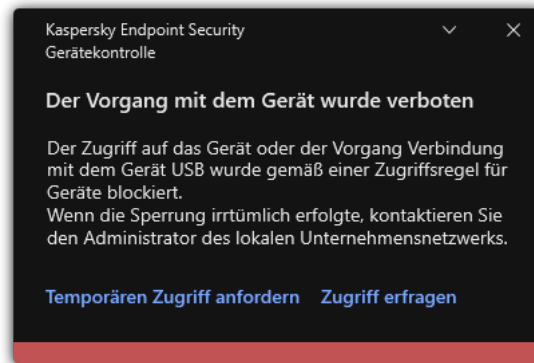 Kaspersky Endpoint Security
Gerätekontrolle
Der Vorgang mit dem Gerät wurde verboten
Der Zugriff auf das Gerät oder der Vorgang Verbindung
mit dem Gerät USB wurde gemäß einer Zugriffsregel für
Geräte blockiert.
Wenn die Sperrung irrtümlich erfolgte, kontaktieren Sie
den Administrator des lokalen Unternehmensnetzwerks.
Temporären Zugriff anfordern Zugriff erfragen